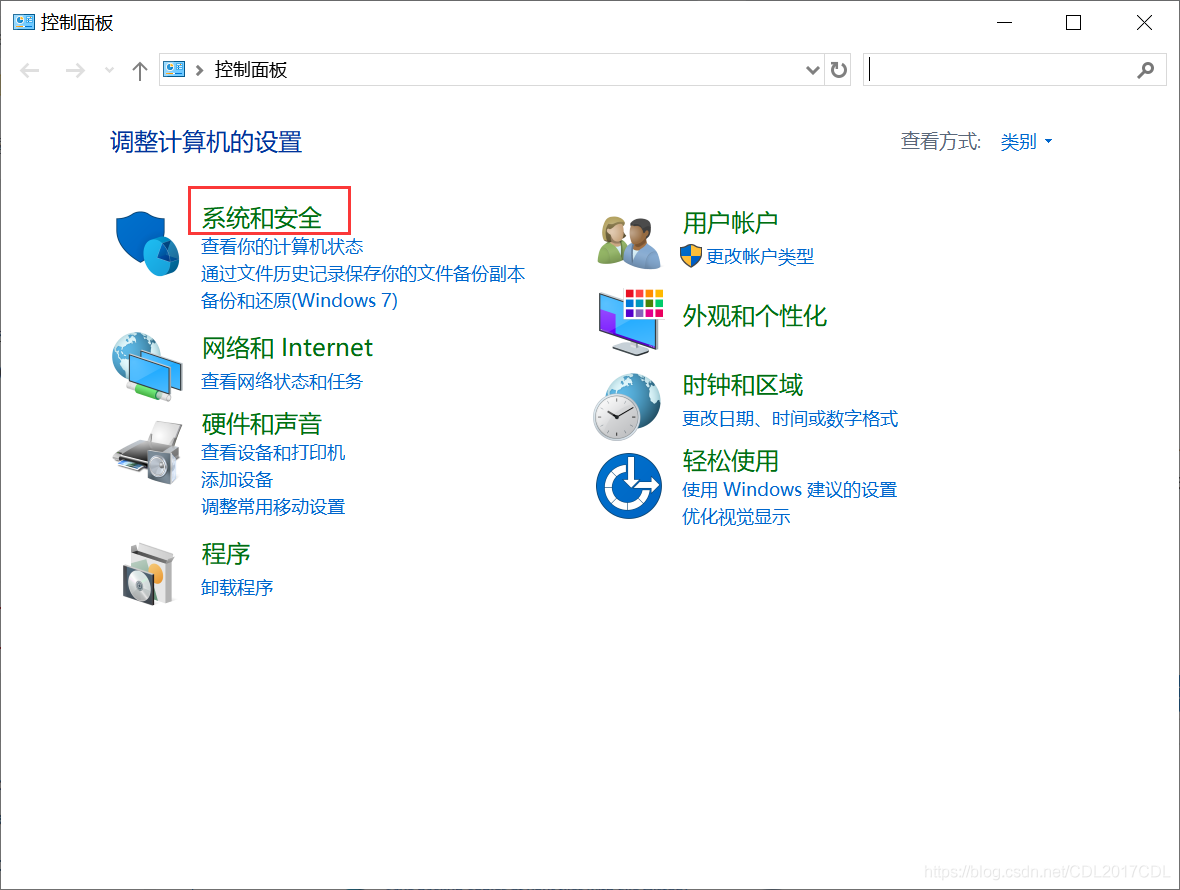 控制面板
控制面板
调整计算机的设置
查看方式: 类别
系统和安全
查看你的计算机状态
通过文件历史记录保存你的文件备份副本
备份和还原(Windows 7)
网络和 Internet
查看网络状态和任务
硬件和声音
查看设备和打印机
添加设备
调整常用移动设置
程序
卸载程序
用户帐户
更改帐户类型
外观和个性化
时钟和区域
更改日期、时间或数字格式
轻松使用
使用 Windows 建议的设置
优化视觉显示
https://blog.csdn.net/CDL2017CDL